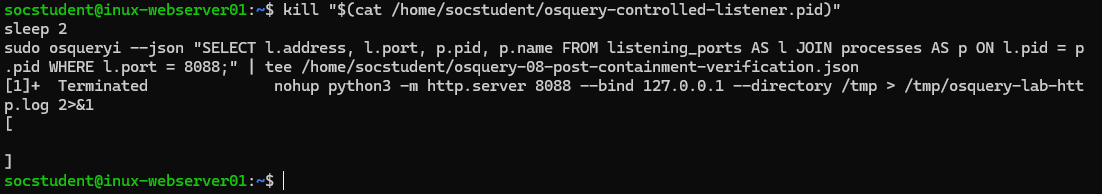 socstudent@inux-webserver01:~$ kill "$(cat /home/socstudent/osquery-controlled-listener.pid)"
sleep 2
sudo osqueryi --json "SELECT l.address, l.port, p.pid, p.name FROM listening_ports AS l JOIN processes AS p ON l.pid = p
.pid WHERE l.port = 8088;" | tee /home/socstudent/osquery-08-post-containment-verification.json
[1]+  Terminated              nohup python3 -m http.server 8088 --bind 127.0.0.1 --directory /tmp > /tmp/osquery-lab-htt
p.log 2>&1
[

]
socstudent@inux-webserver01:~$